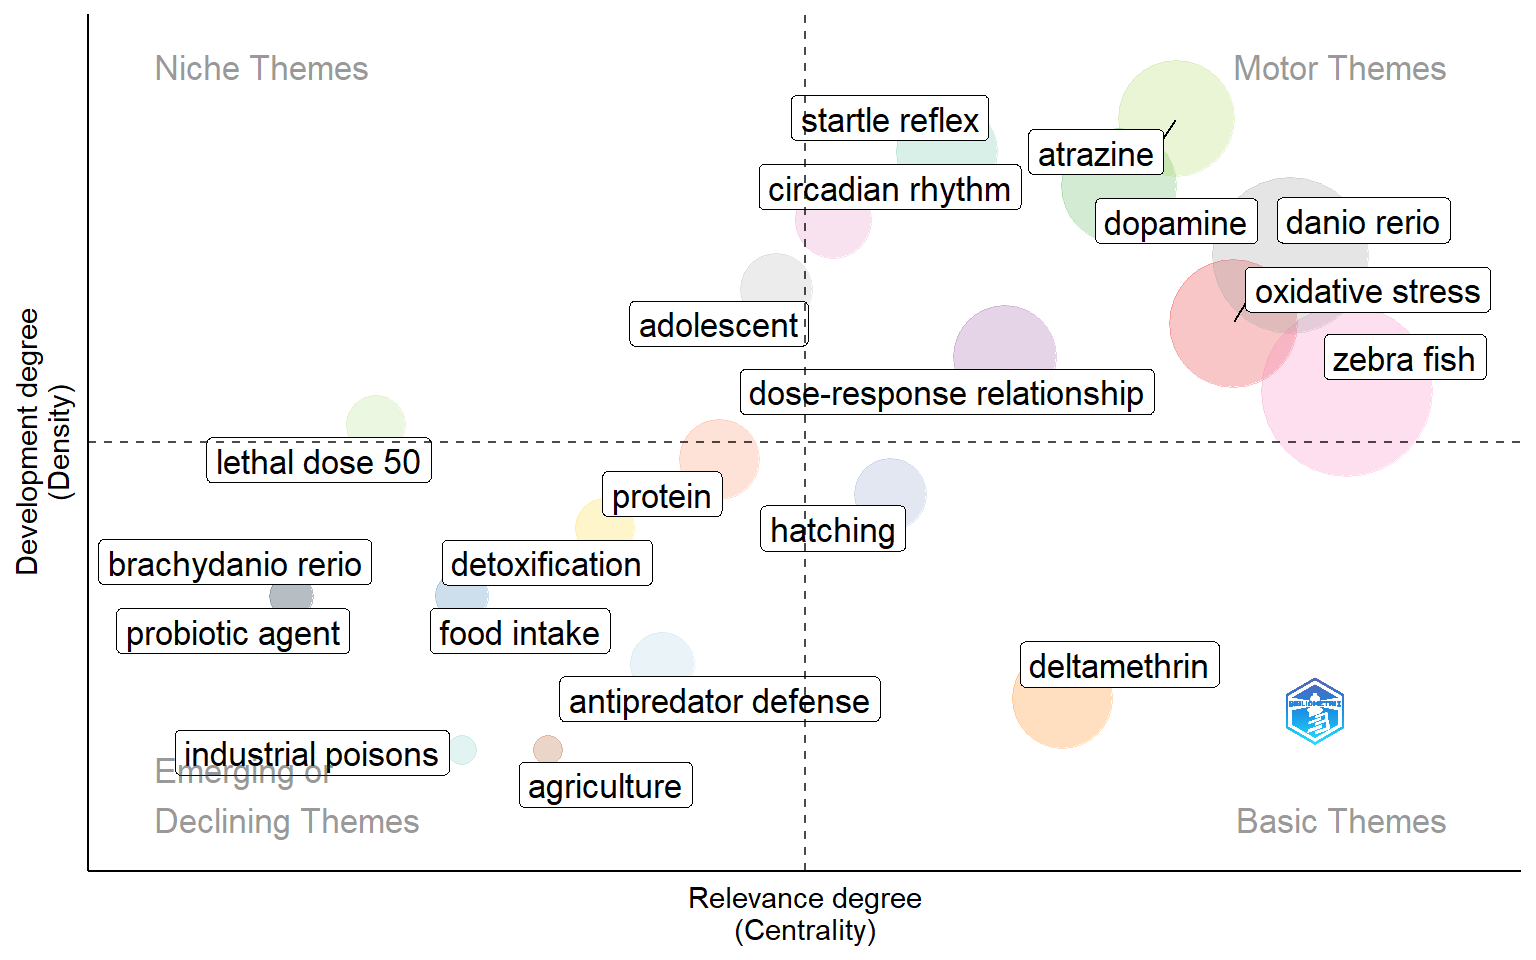 Niche Themes
Motor Themes
startle reflex
atrazine
circadian rhythm
dopamine
danio rerio
oxidative stress
adolescent
zebra fish
dose-response relationship
lethal dose 50
protein
hatching
brachydanio rerio
detoxification
probiotic agent
food intake
deltamethrin
antipredator defense
BIBLIOMETRIX
industrial poisons
agriculture
Emerging or
Declining Themes
Basic Themes
Development degree
(Density)
Relevance degree
(Centrality)